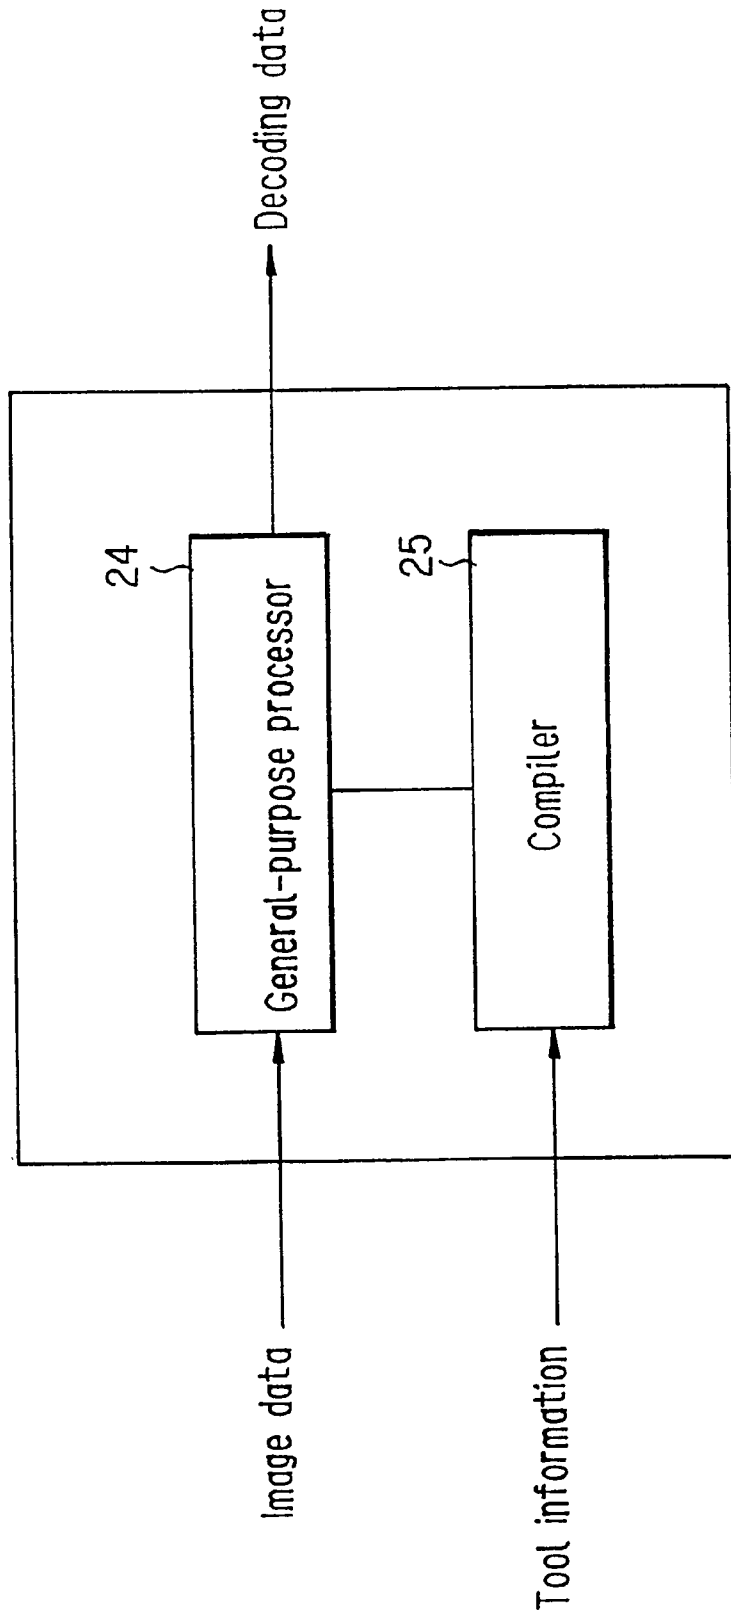 Image data
24
General-purpose processor
Decoding data
Tool information
25
Compiler